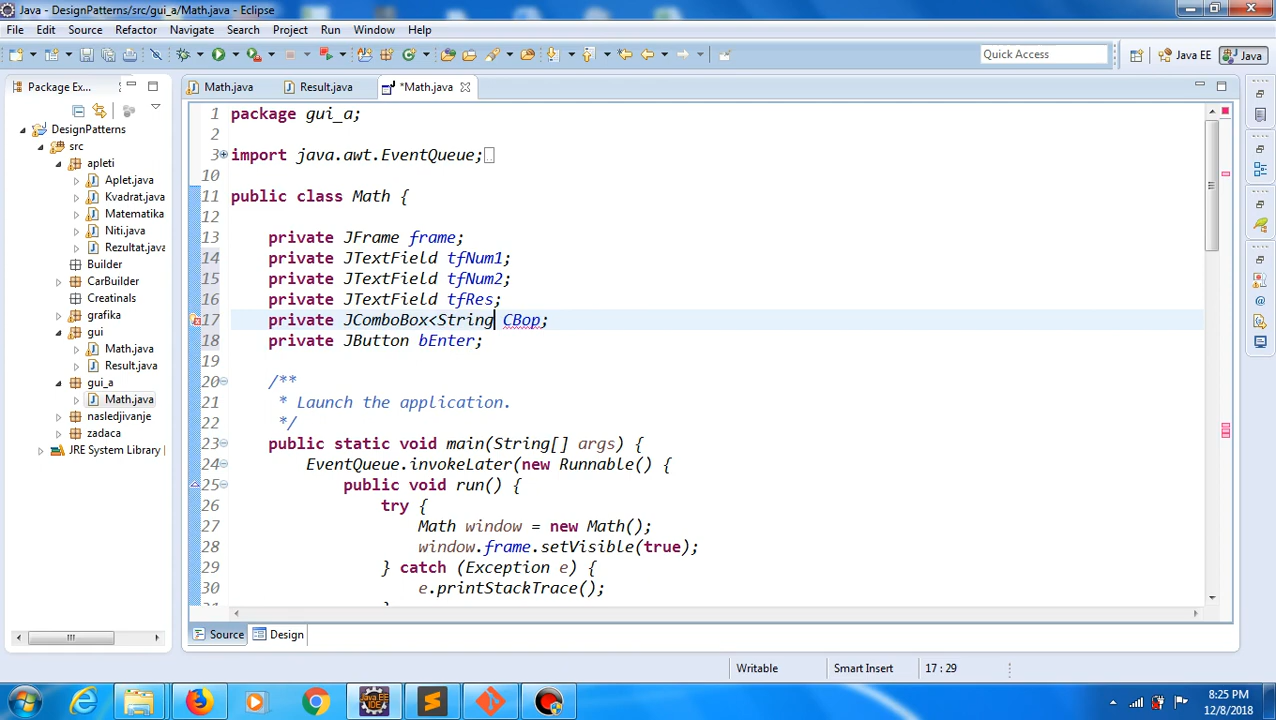 Java - DesignPatterns/src/gui_a/Math.java - Eclipse
File Edit Source Refactor Navigate Search Project Run Window Help
Quick Access
Java EE
Java
Package Ex...
Math.java
Result.java
*Math.java
DesignPatterns
src
apleti
Aplet.java
Kvadrat.java
Matematika
Niti.java
Rezultat.java
Builder
CarBuilder
Creatinals
grafika
gui
Math.java
Result.java
gui_a
Math.java
nasledjivanje
zadaca
JRE System Library
1 package gui_a;
2
3 import java.awt.EventQueue;
10
11 public class Math {
12
13 private JFrame frame;
14 private JTextField tfNum1;
15 private JTextField tfNum2;
16 private JTextField tfRes;
17 private JComboBox<String CBop;
18 private JButton bEnter;
19
20 /**
21 * Launch the application.
22 */
23 public static void main(String[] args) {
24 EventQueue.invokeLater(new Runnable() {
25 public void run() {
26 try {
27 Math window = new Math();
28 window.frame.setVisible(true);
29 } catch (Exception e) {
30 e.printStackTrace();
Source
Design
Writable
Smart Insert
17 : 29
Java EE
IDE
8:25 PM
12/8/2018